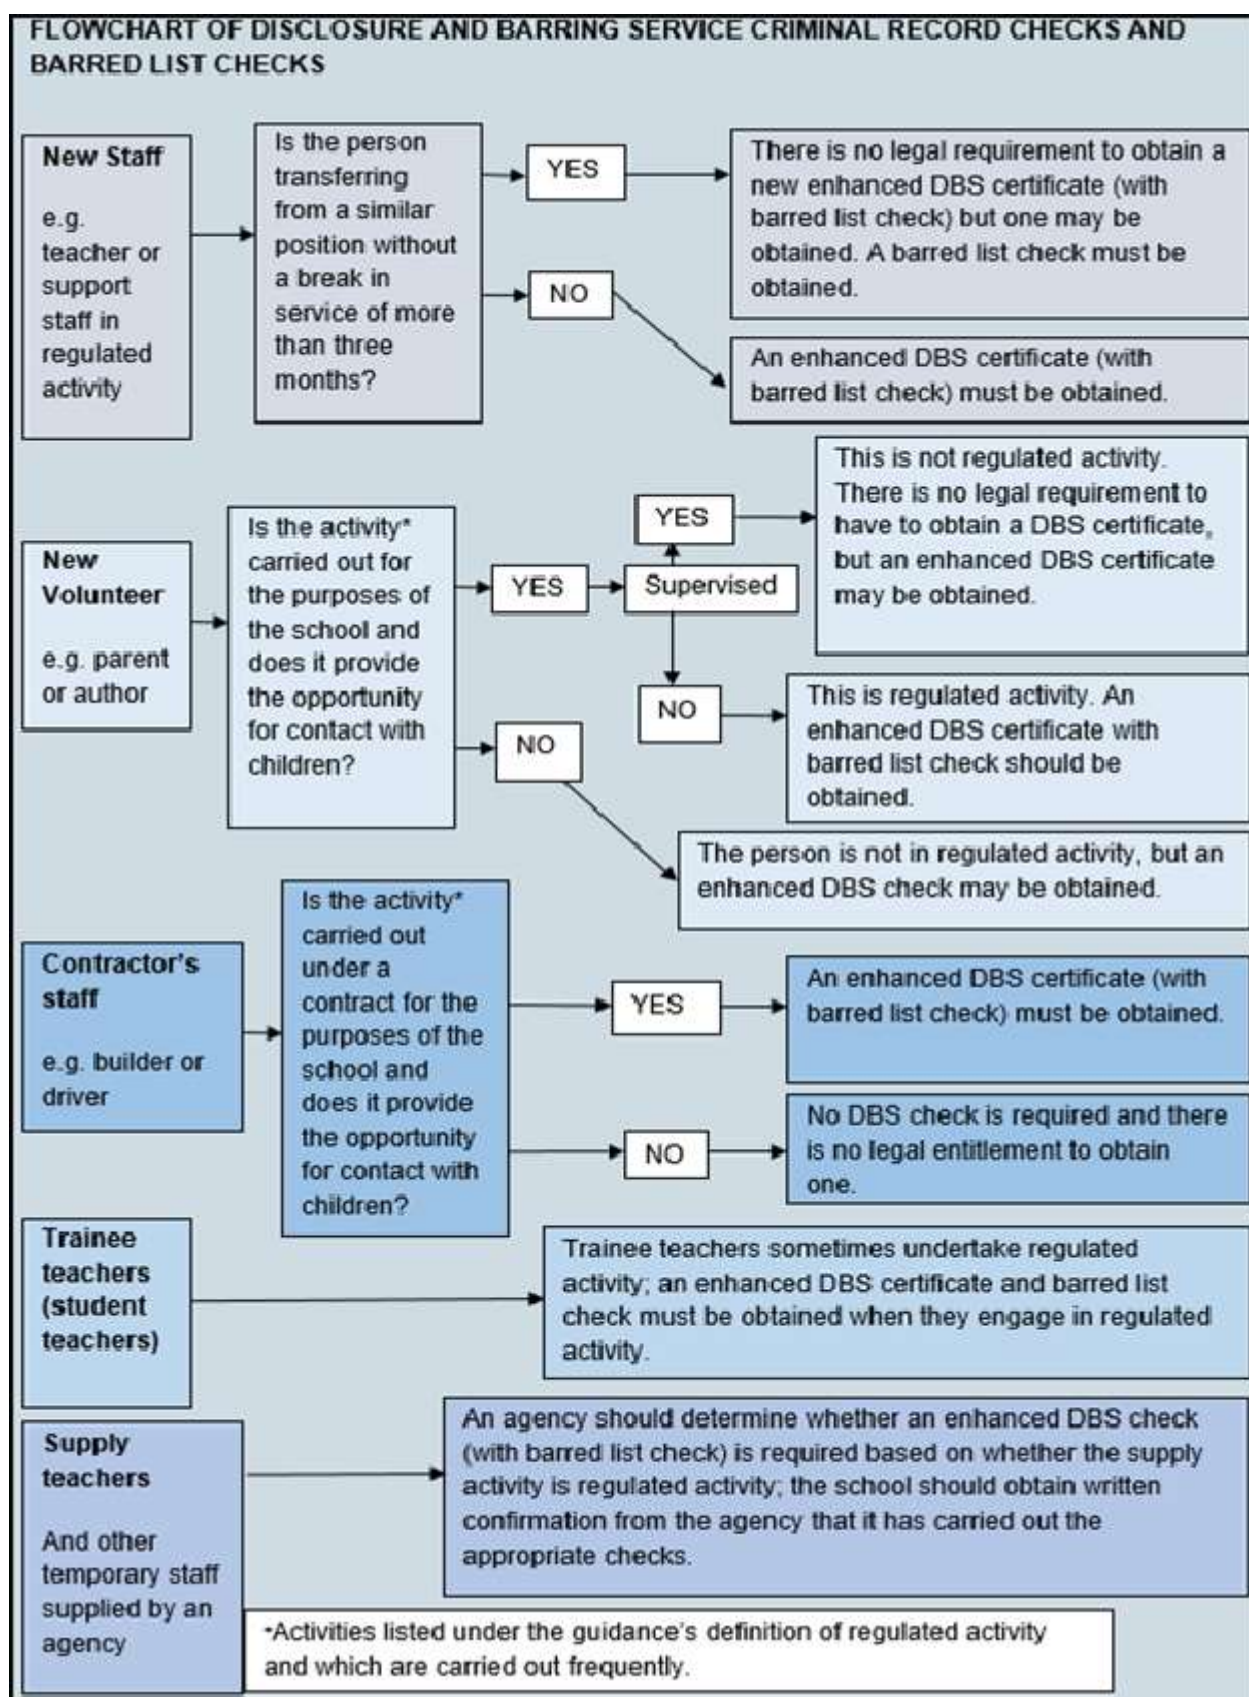 FLOWCHART OF DISCLOSURE AND BARRING SERVICE CRIMINAL RECORD CHECKS AND
BARRED LIST CHECKS
New Staff
e.g.
teacher or
support
staff in
regulated
activity
Is the person
transferring
from a similar
position without
a break in
service of more
than three
months?
YES
There is no legal requirement to obtain a
new enhanced DBS certificate (with
barred list check) but one may be
obtained. A barred list check must be
obtained.
NO
An enhanced DBS certificate (with
barred list check) must be obtained.
New
Volunteer
e.g. parent
or author
Is the activity*
carried out for
the purposes of
the school and
does it provide
the opportunity
for contact with
children?
YES
Supervised
YES
This is not regulated activity.
There is no legal requirement to
have to obtain a DBS certificate,
but an enhanced DBS certificate
may be obtained.
NO
This is regulated activity. An
enhanced DBS certificate with
barred list check should be
obtained.
NO
The person is not in regulated activity, but an
enhanced DBS check may be obtained.
Contractor's
staff
e.g. builder or
driver
Is the activity*
carried out
under a
contract for the
purposes of the
school and
does it provide
the opportunity
for contact with
children?
YES
An enhanced DBS certificate (with
barred list check) must be obtained.
NO
No DBS check is required and there
is no legal entitlement to obtain
one.
Trainee
teachers
(student
teachers)
Trainee teachers sometimes undertake regulated
activity; an enhanced DBS certificate and barred list
check must be obtained when they engage in regulated
activity.
Supply
teachers
And other
temporary staff
supplied by an
agency
An agency should determine whether an enhanced DBS check
(with barred list check) is required based on whether the supply
activity is regulated activity; the school should obtain written
confirmation from the agency that it has carried out the
appropriate checks.
*Activities listed under the guidance's definition of regulated activity
and which are carried out frequently.